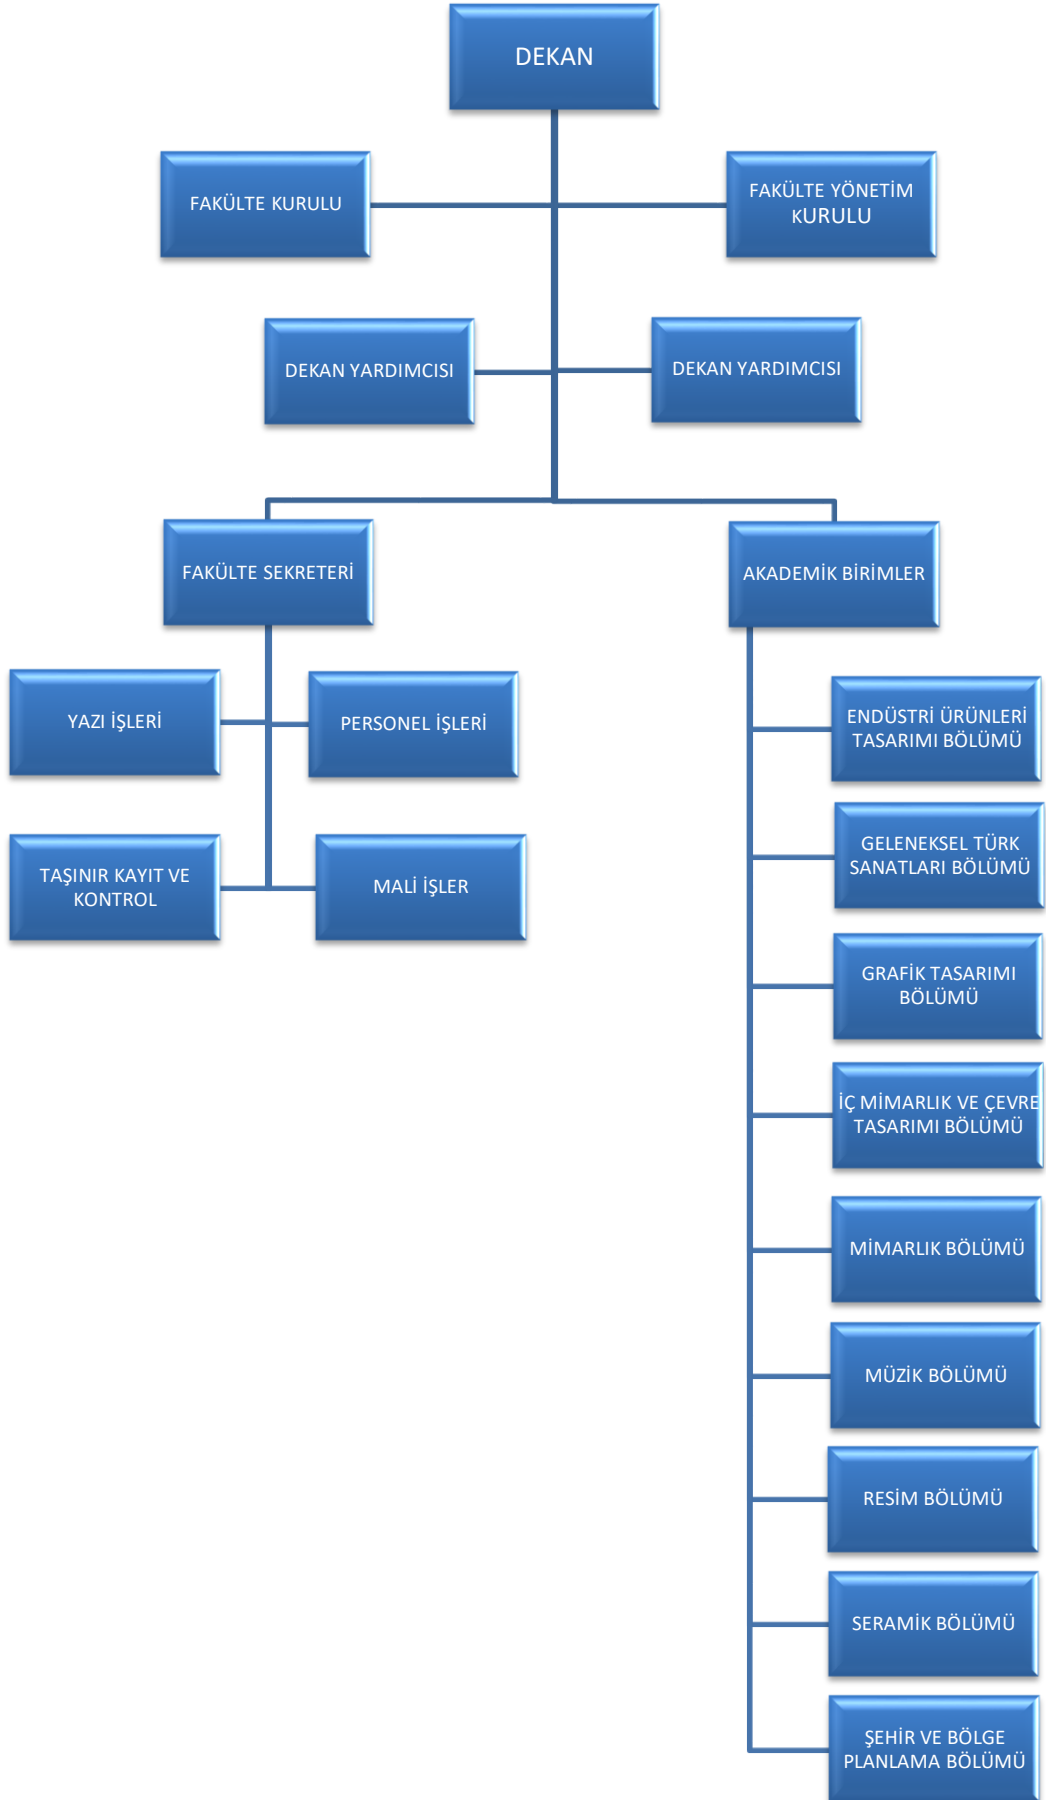 DEKAN
FAKÜLTE KURULU
FAKÜLTE YÖNETİM
KURULU
DEKAN YARDIMCISI
DEKAN YARDIMCISI
FAKÜLTE SEKRETERİ
AKADEMİK BİRİMLER
YAZI İŞLERİ
PERSONEL İŞLERİ
TAŞINIR KAYIT VE
KONTROL
MALİ İŞLER
ENDÜSTRİ ÜRÜNLERİ
TASARIMI BÖLÜMÜ
GELENEKSEL TÜRK
SANATLARI BÖLÜMÜ
GRAFİK TASARIMI
BÖLÜMÜ
İÇ MİMARLIK VE ÇEVRE
TASARIMI BÖLÜMÜ
MİMARLIK BÖLÜMÜ
MÜZİK BÖLÜMÜ
RESİM BÖLÜMÜ
SERAMİK BÖLÜMÜ
ŞEHİR VE BÖLGE
PLANLAMA BÖLÜMÜ